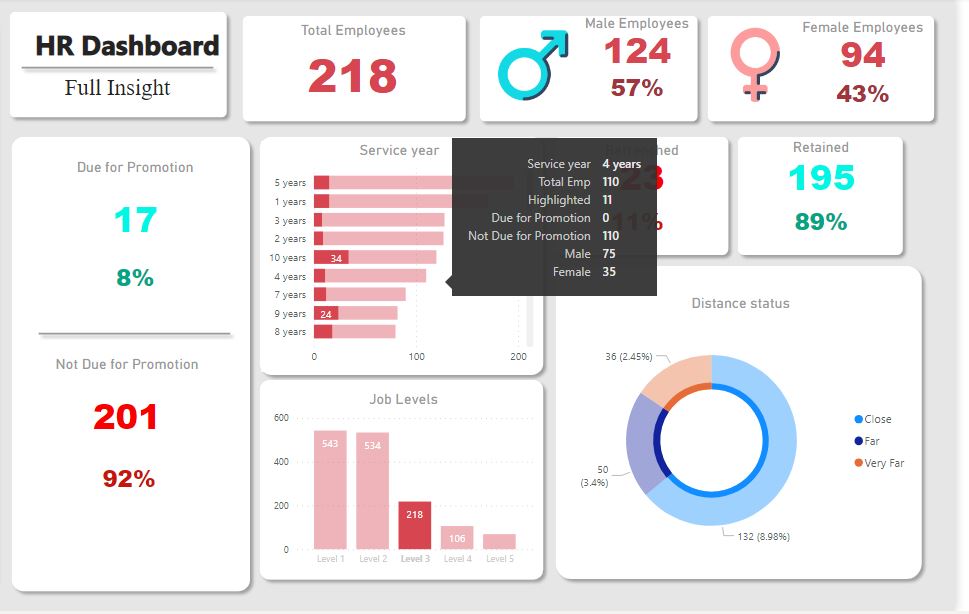 HR Dashboard
Full Insight
Total Employees
218
Male Employees
124
57%
Female Employees
94
43%
Due for Promotion
17
8%
Not Due for Promotion
201
92%
Service year
5 years
1 years
3 years
2 years
10 years
34
4 years
7 years
9 years
24
8 years
0
100
200
Service year 4 years
Total Emp 110
Highlighted 11
Due for Promotion 0
Not Due for Promotion 110
Male 75
Female 35
23
11%
Retained
195
89%
Job Levels
600
400
200
0
543
534
218
106
Level 1
Level 2
Level 3
Level 4
Level 5
Distance status
36 (2.45%)
50
(3.4%)
132 (8.98%)
Close
Far
Very Far